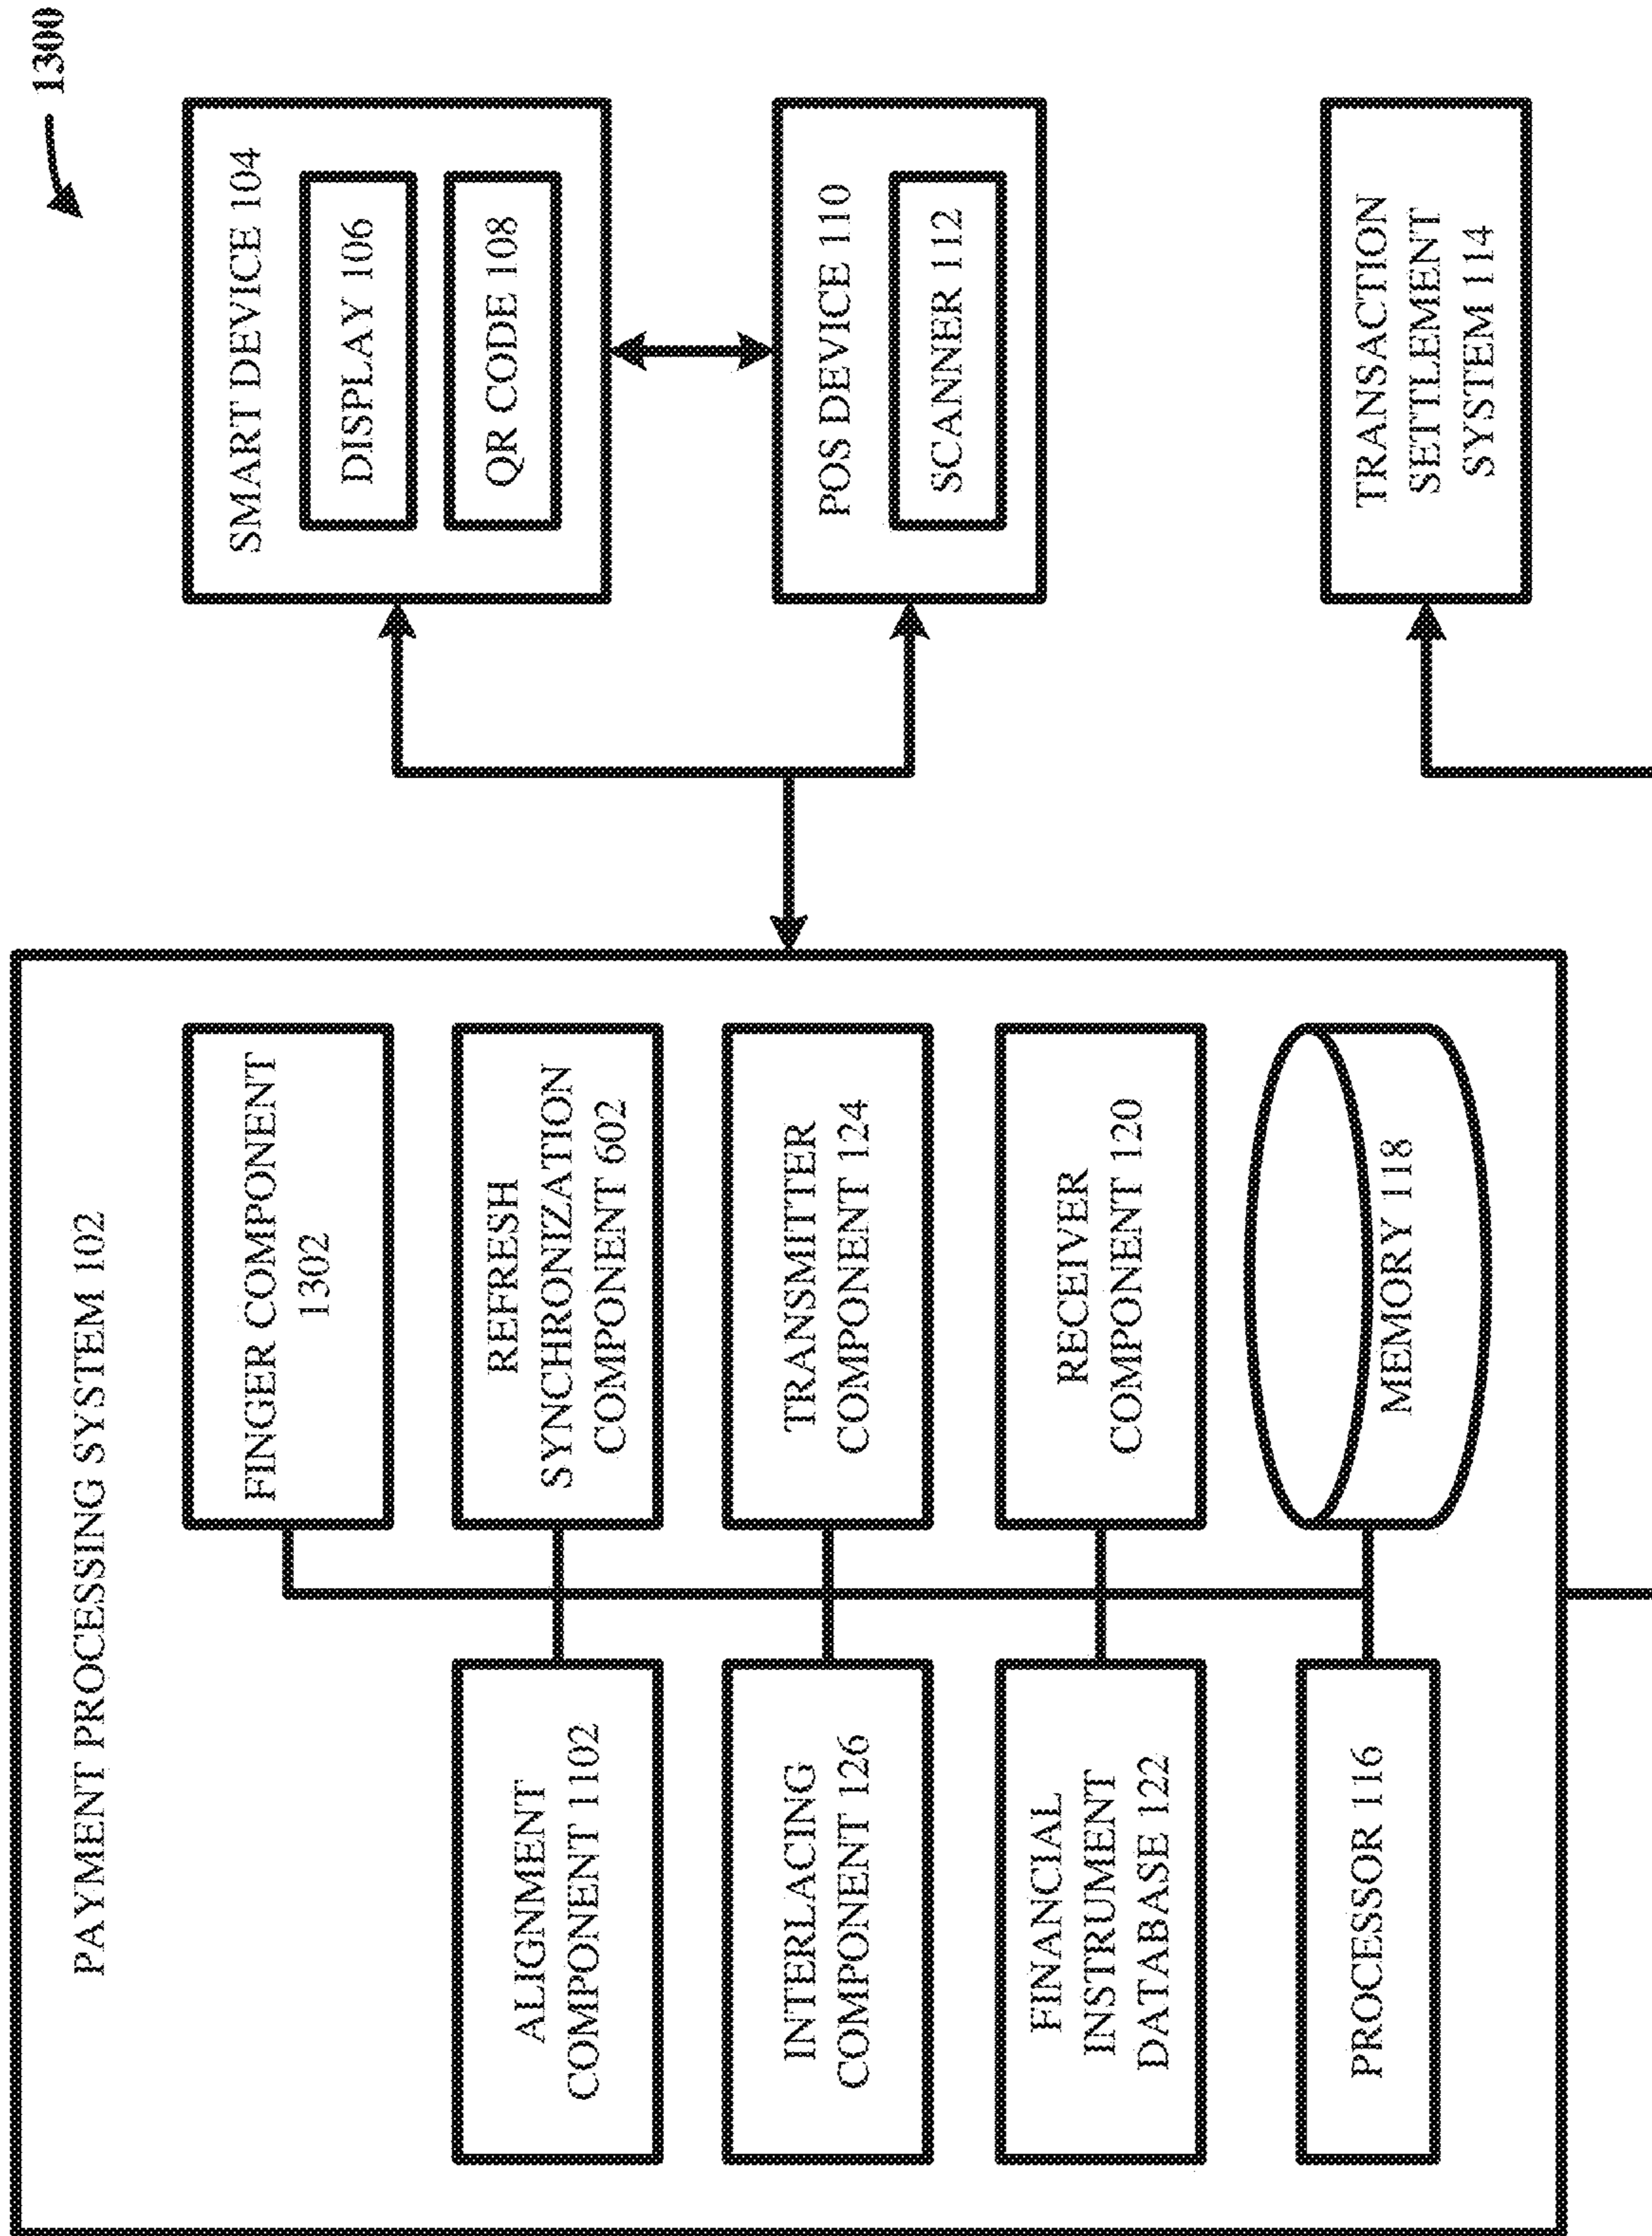 1300
PAYMENT PROCESSING SYSTEM 102
FINGER COMPONENT
1302
ALIGNMENT
COMPONENT 1102
REFRESH
SYNCHRONIZATION
COMPONENT 602
INTERLACING
COMPONENT 126
TRANSMITTER
COMPONENT 124
FINANCIAL
INSTRUMENT
DATABASE 122
RECEIVER
COMPONENT 120
PROCESSOR 116
MEMORY 118
SMART DEVICE 104
DISPLAY 106
QR CODE 108
POS DEVICE 110
SCANNER 112
TRANSACTION
SETTLEMENT
SYSTEM 114